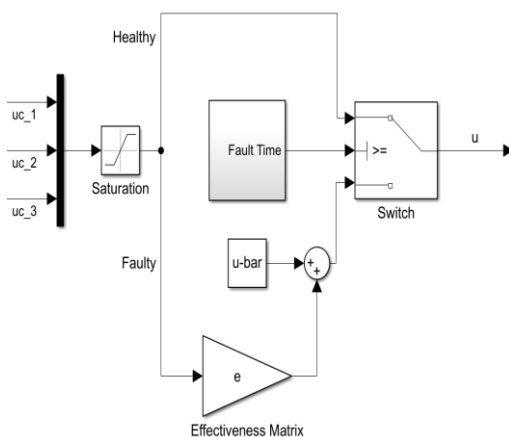 Healthy
uc_1
uc_2
uc_3
Saturation
Fault Time
>=
Switch
u
Faulty
u-bar
+
+
e
Effectiveness Matrix